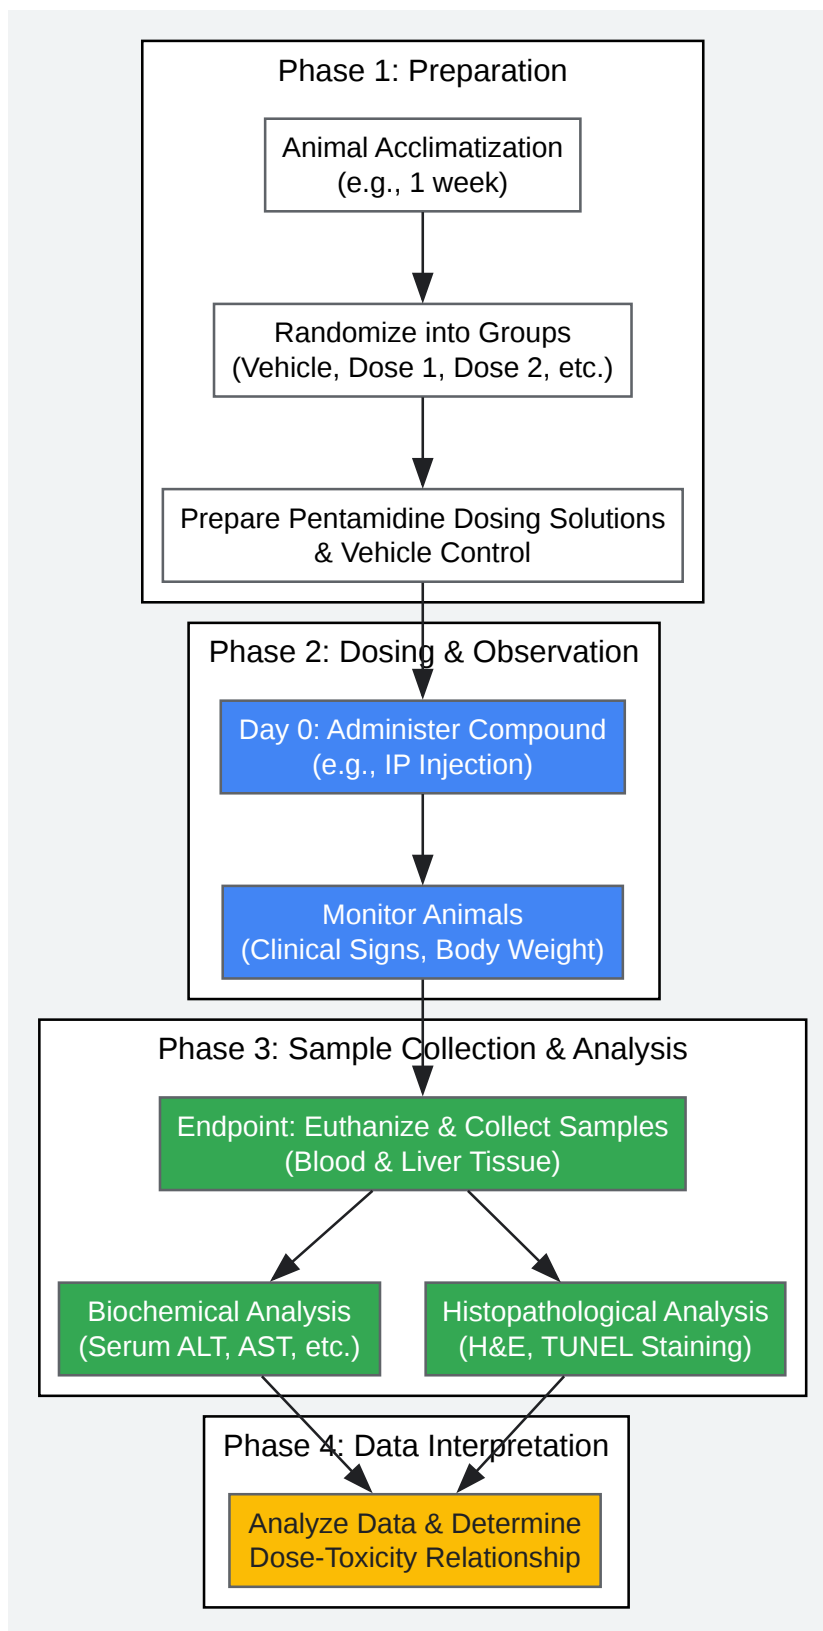 Phase 1: Preparation
Animal Acclimatization
(e.g., 1 week)
Randomize into Groups
(Vehicle, Dose 1, Dose 2, etc.)
Prepare Pentamidine Dosing Solutions
& Vehicle Control
Phase 2: Dosing & Observation
Day 0: Administer Compound
(e.g., IP Injection)
Monitor Animals
(Clinical Signs, Body Weight)
Phase 3: Sample Collection & Analysis
Endpoint: Euthanize & Collect Samples
(Blood & Liver Tissue)
Biochemical Analysis
(Serum ALT, AST, etc.)
Histopathological Analysis
(H&E, TUNEL Staining)
Phase 4: Data Interpretation
Analyze Data & Determine
Dose-Toxicity Relationship